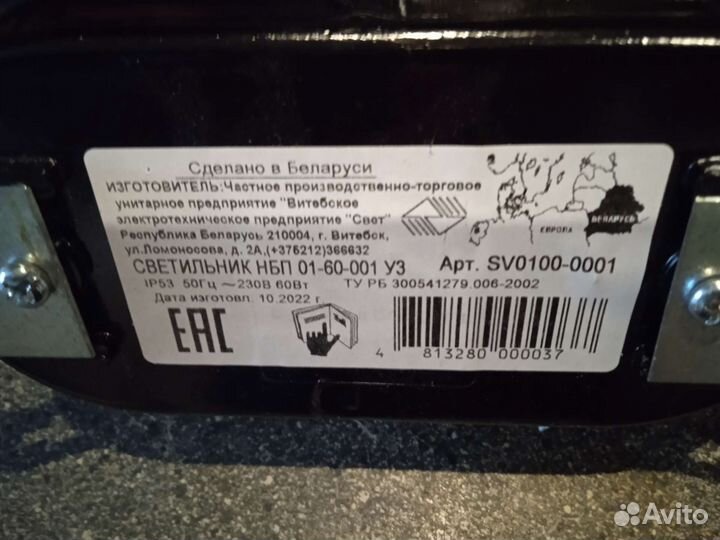 Сделано в Беларуси
ИЗГОТОВИТЕЛЬ:Частное производственно-торговое
унитарное предприятие "Витебское
электротехническое предприятие "Свет"
Республика Беларусь 210004, г. Витебск,
ул.Ломоносова, д. 2А,(+375212)366632
БЕЛАРУСЬ
ЕВРОПА
СВЕТИЛЬНИК НБП 01-60-001 У3 Арт. SV0100-0001
IP53 50Гц ~230В 60Вт ТУ РБ 300541279.006-2002
Дата изготовл. 10.2022 г.
EAC
4 813280 000037
Avito